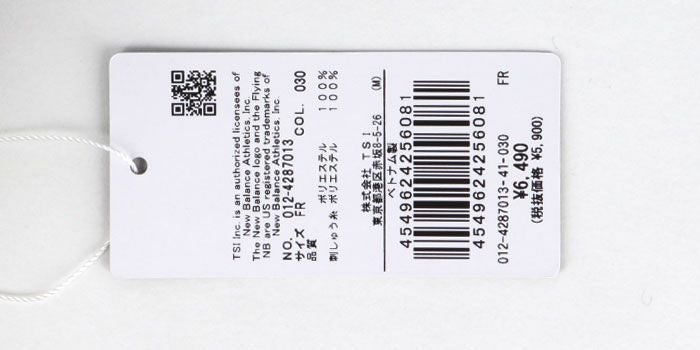 TSI Inc. is an authorized licensees of
New Balance Athletics, Inc.
The New Balance logo and the Flying
NB are US registered trademarks of
New Balance Athletics, Inc.
NO. 012-4287013 COL. 030
サイズ FR
品質 ポリエステル 100%
刺しゅう糸 ポリエステル 100%
株式会社 TSI (M)
東京都港区赤坂8-5-26
ベトナム製
4549624256081
4549624256081
012-4287013-41-030 FR
¥6,490
(税抜価格 ¥5,900)